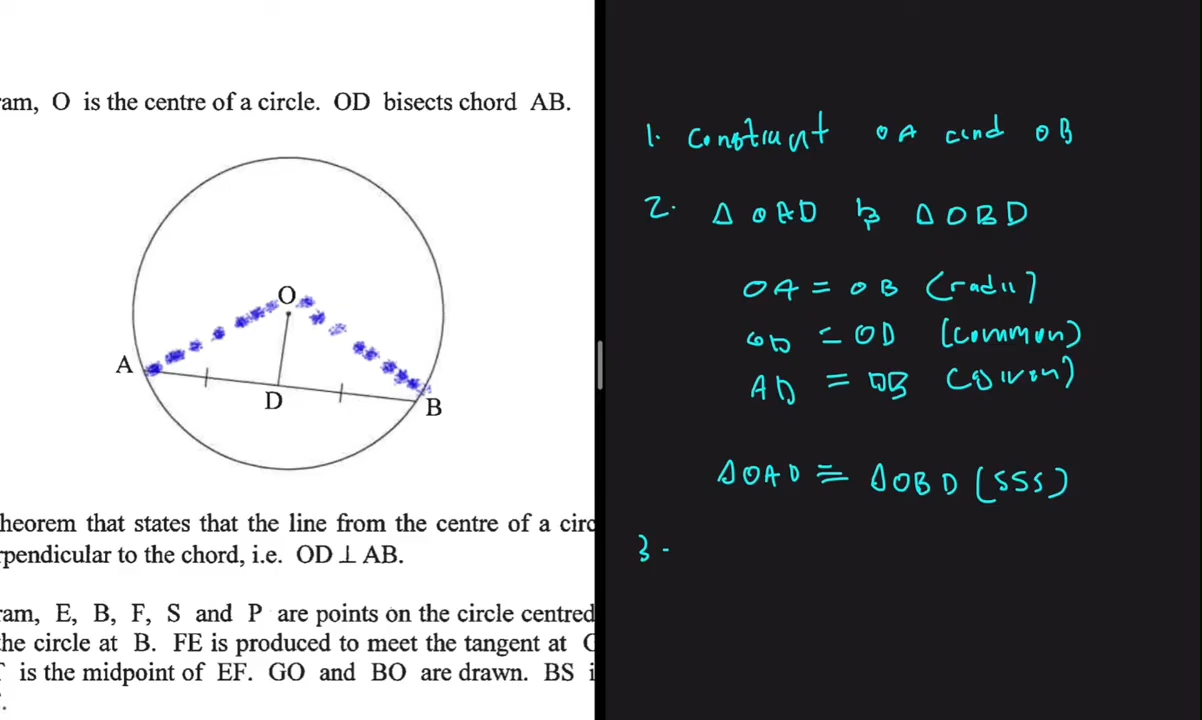 am, O is the centre of a circle. OD bisects chord AB.
O
A
D
B
heorem that states that the line from the centre of a circ
rpendicular to the chord, i.e. OD ⊥ AB.
am, E, B, F, S and P are points on the circle centred
he circle at B. FE is produced to meet the tangent at
is the midpoint of EF. GO and BO are drawn. BS i
1. Construct OA and OB
2. Δ OAD & Δ OBD
OA = OB (radii)
OD = OD (common)
AD = DB (given)
ΔOAD ≡ ΔOBD (SSS)
3.